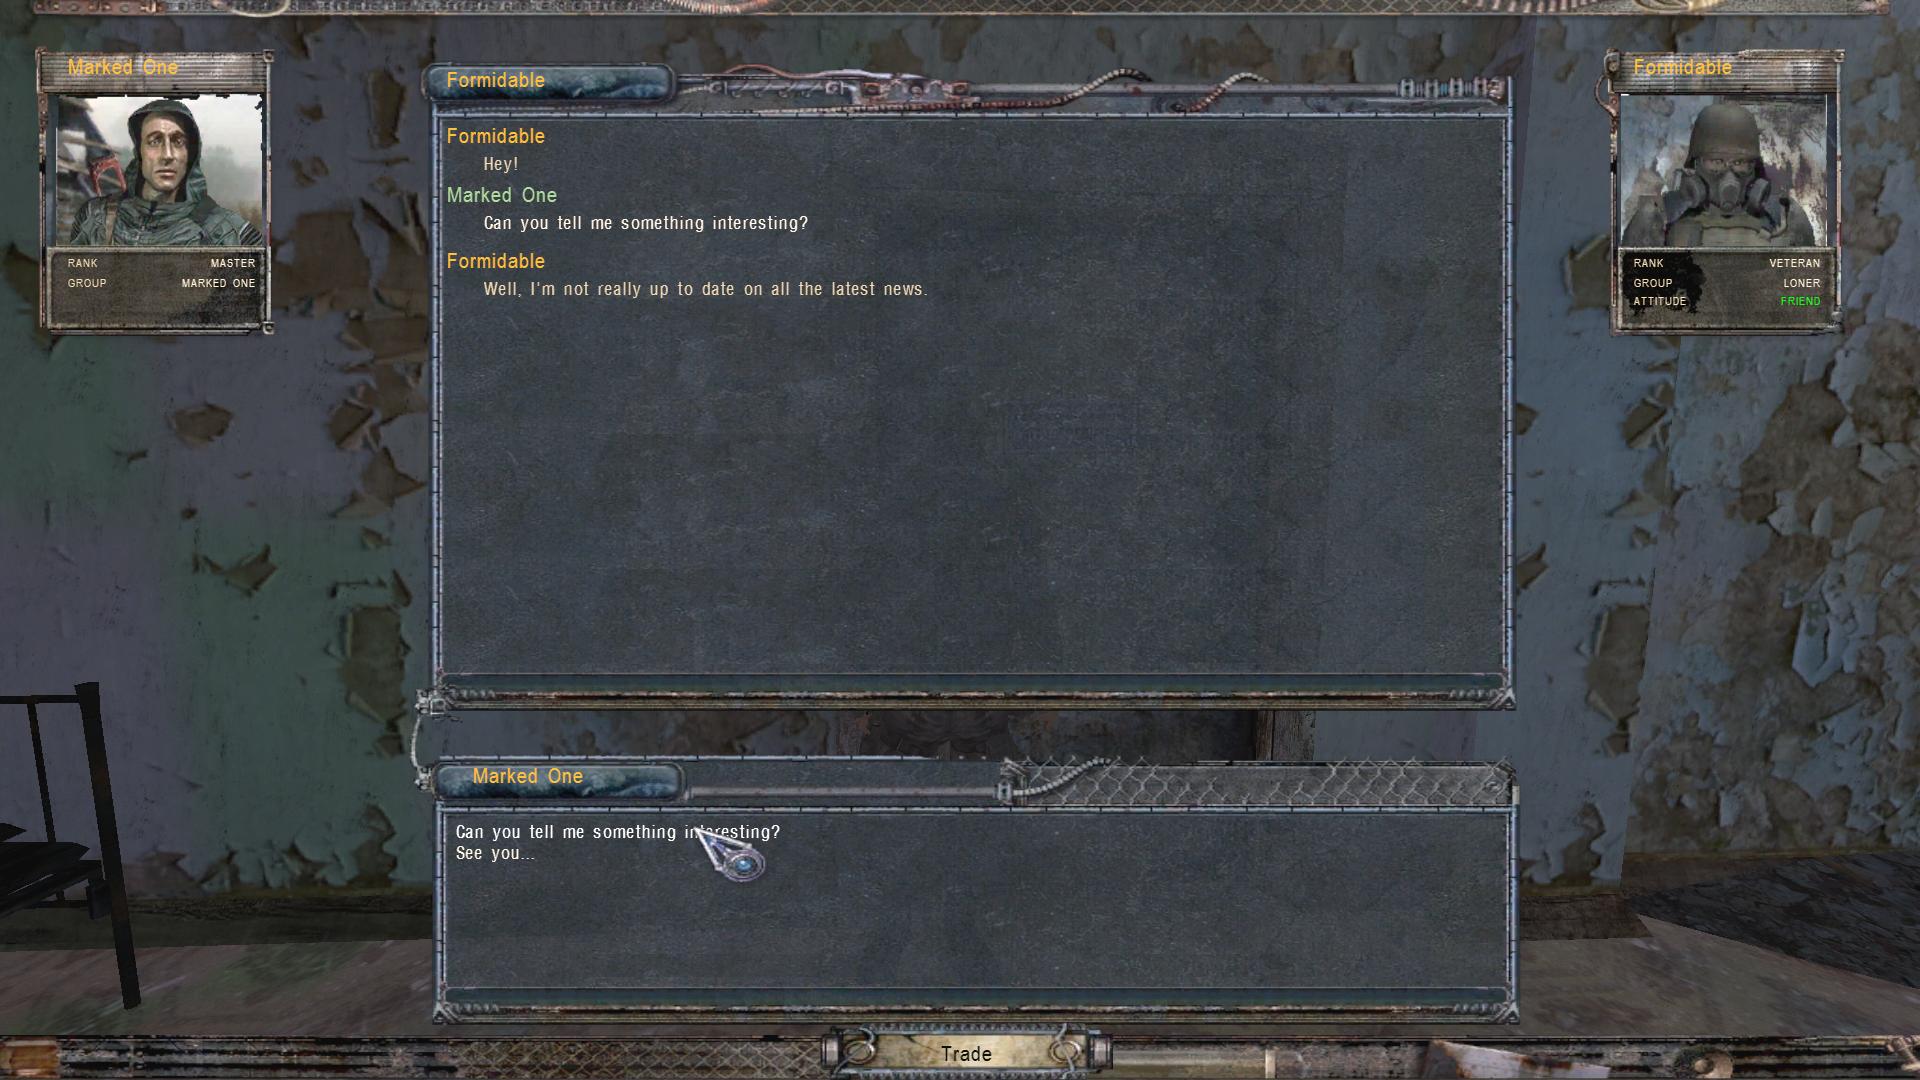 Marked One
RANK MASTER
GROUP MARKED ONE
Formidable
Formidable
Hey!
Marked One
Can you tell me something interesting?
Formidable
Well, I'm not really up to date on all the latest news.
Formidable
RANK VETERAN
GROUP LONER
ATTITUDE FRIEND
Marked One
Can you tell me something interesting?
See you...
Trade